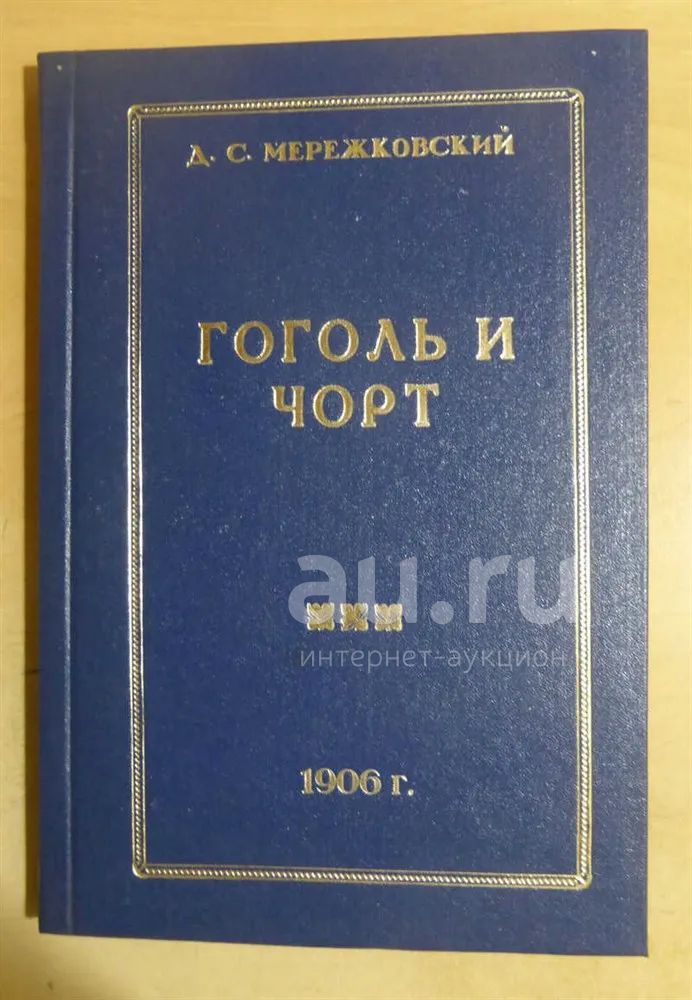 Д. С. МЕРЕЖКОВСКИЙ
ГОГОЛЬ И
ЧОРТ
au.ru
интернет-аукцион
1906 г.